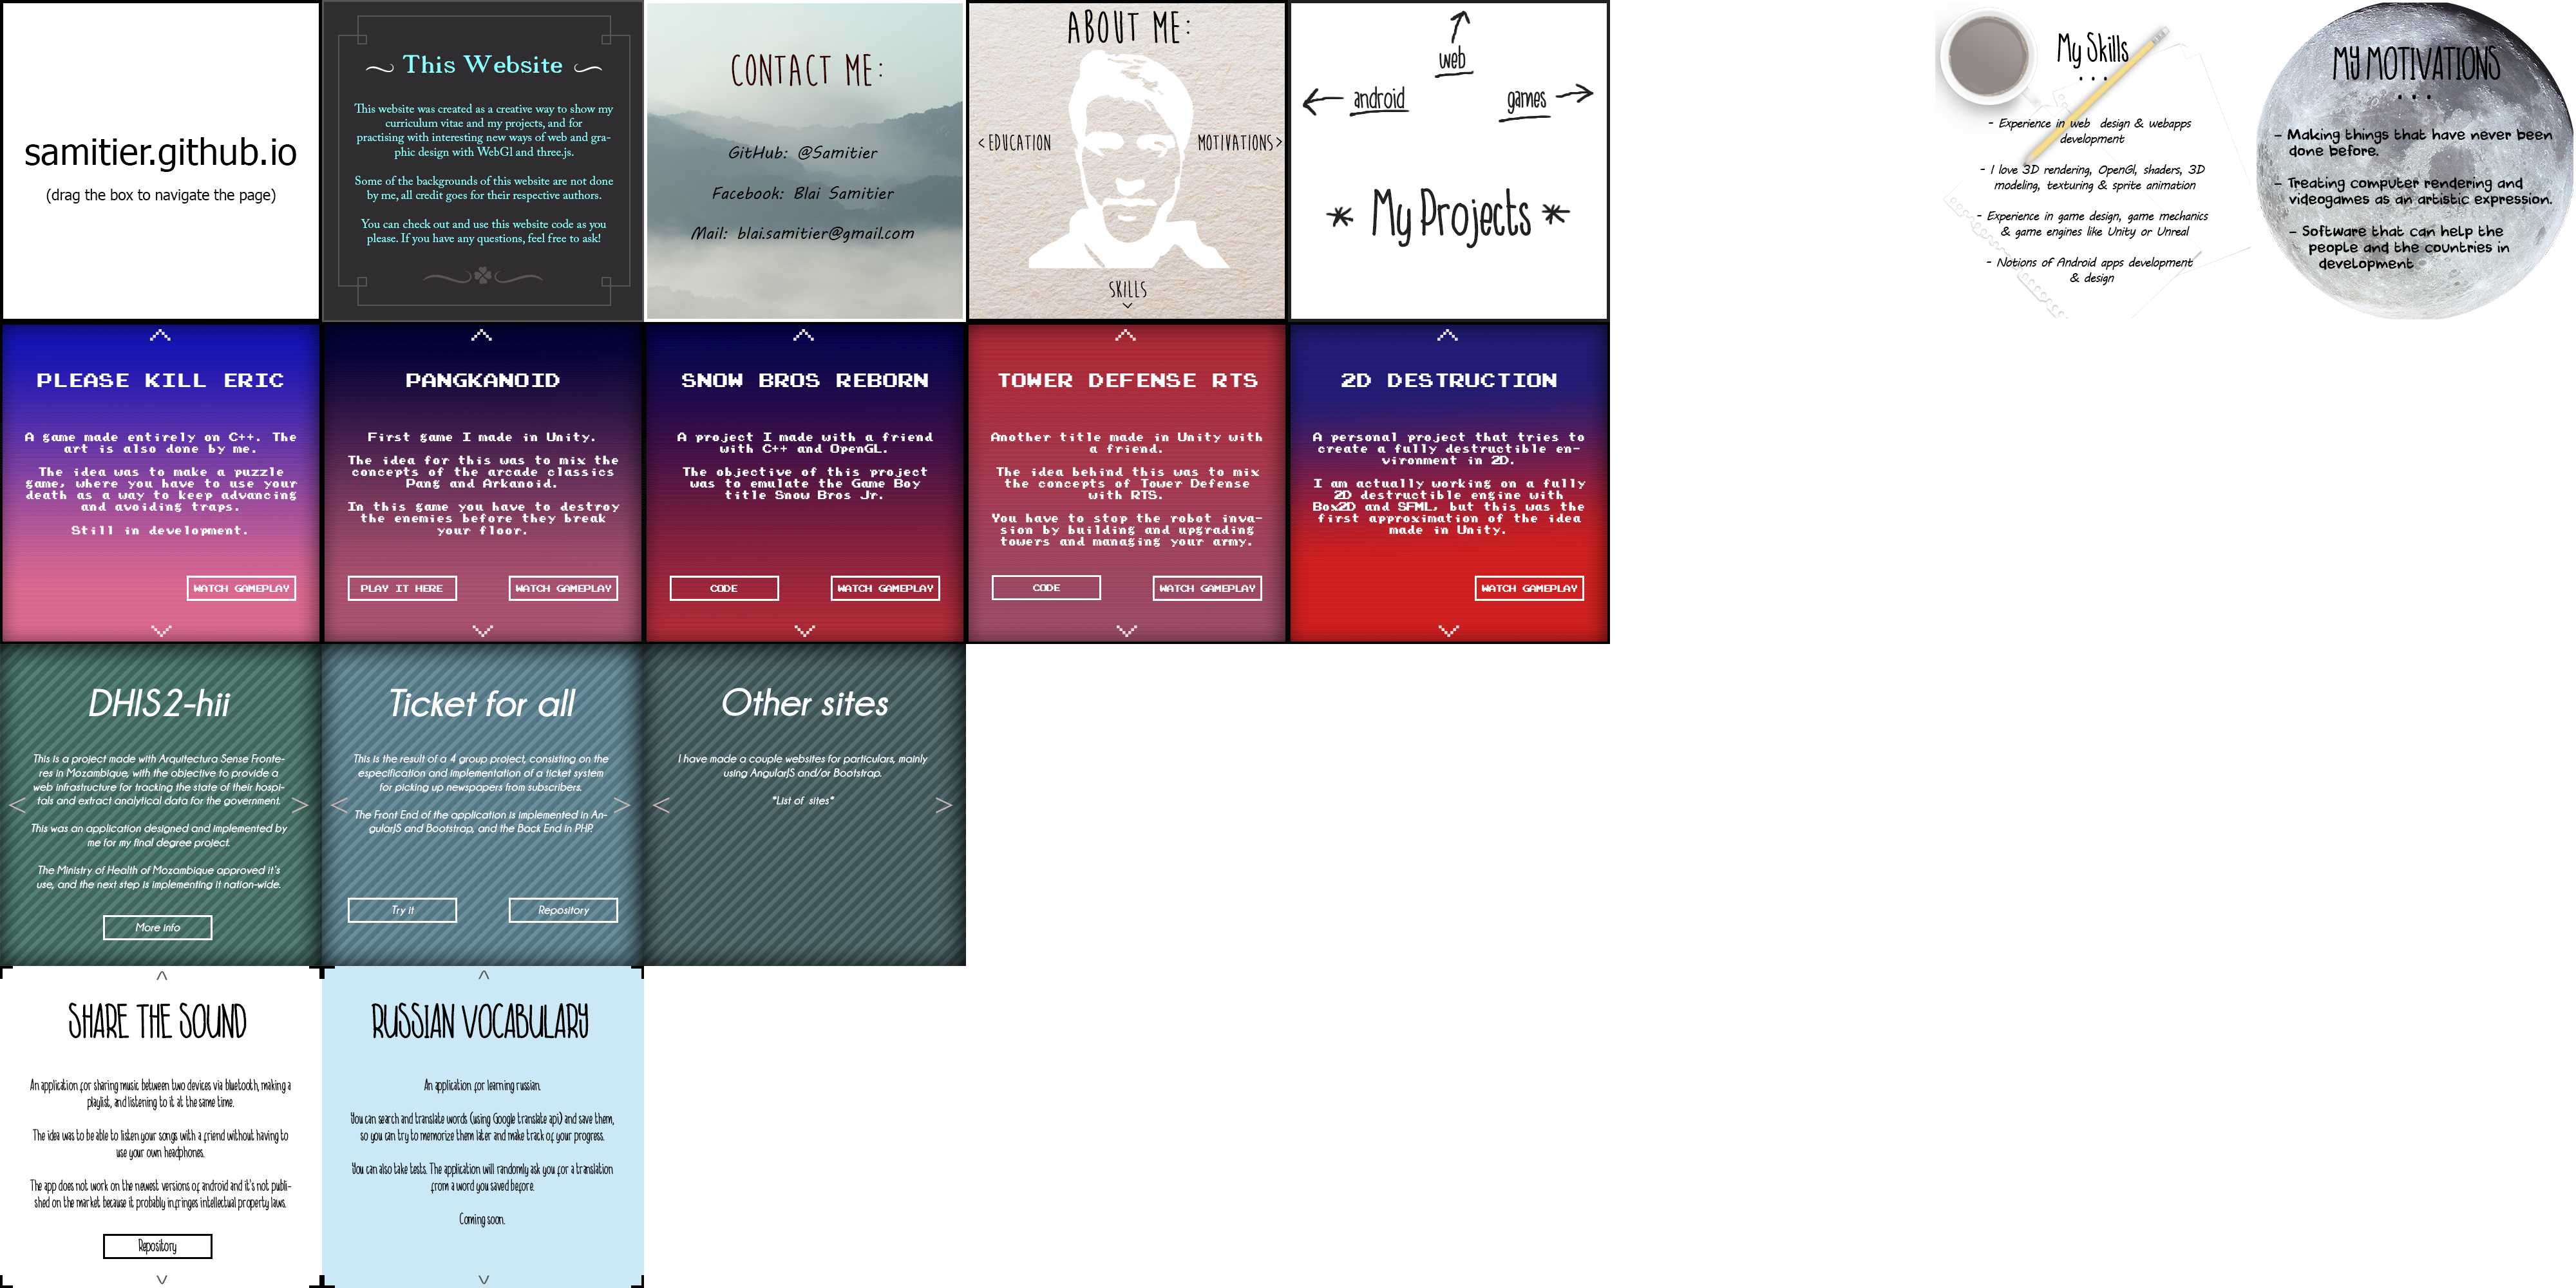 samitier.github.io
(drag the box to navigate the page)
This Website
This website was created as a creative way to show my
curriculum vitae and my projects, and for
practising with interesting new ways of web and gra-
phic design with WebGl and three.js.
Some of the backgrounds of this website are not done
by me, all credit goes for their respective authors.
You can check out and use this website code as you
please. If you have any questions, feel free to ask!
CONTACT ME:
GitHub: @Samitier
Facebook: Blai Samitier
Mail: blai.samitier@gmail.com
ABOUT ME:
< EDUCATION
MOTIVATIONS >
SKILLS
web
android
games
* My Projects *
My Skills
...
- Experience in web design & webapps
development
- I love 3D rendering, OpenGl, shaders, 3D
modeling, texturing & sprite animation
- Experience in game design, game mechanics
& game engines like Unity or Unreal
- Notions of Android apps development
& design
MY MOTIVATIONS
...
- Making things that have never been
done before.
- Treating computer rendering and
videogames as an artistic expression.
- Software that can help the
people and the countries in
development
PLEASE KILL ERIC
A game made entirely on C++. The
art is also done by me.
The idea was to make a puzzle
game, where you have to use your
death as a way to keep advancing
and avoiding traps.
Still in development.
WATCH GAMEPLAY
PANGKANOID
First game I made in Unity.
The idea for this was to mix the
concepts of the arcade classics
Pang and Arkanoid.
In this game you have to destroy
the enemies before they break
your floor.
PLAY IT HERE
WATCH GAMEPLAY
SNOW BROS REBORN
A project I made with a friend
with C++ and OpenGL.
The objective of this project
was to emulate the Game Boy
title Snow Bros Jr.
CODE
WATCH GAMEPLAY
TOWER DEFENSE RTS
Another title made in Unity with
a friend.
The idea behind this was to mix
the concepts of Tower Defense
with RTS.
You have to stop the robot inva-
sion by building and upgrading
towers and managing your army.
CODE
WATCH GAMEPLAY
2D DESTRUCTION
A personal project that tries to
create a fully destructible en-
vironment in 2D.
I am actually working on a fully
2D destructible engine with
Box2D and SFML, but this was the
first approximation of the idea
made in Unity.
WATCH GAMEPLAY
DHIS2-hii
This is a project made with Arquitectura Sense Fronte-
res in Mozambique, with the objective to provide a
web infrastructure for tracking the state of their hospi-
tals and extract analytical data for the government.
This was an application designed and implemented by
me for my final degree project.
The Ministry of Health of Mozambique approved it's
use, and the next step is implementing it nation-wide.
More info
Ticket for all
This is the result of a 4 group project, consisting on the
especification and implementation of a ticket system
for picking up newspapers from subscribers.
The Front End of the application is implemented in An-
gularJS and Bootstrap, and the Back End in PHP.
Try it
Repository
Other sites
I have made a couple websites for particulars, mainly
using AngularJS and/or Bootstrap.
*List of sites*
SHARE THE SOUND
An application for sharing music between two devices via bluetooth, making a
playlist, and listening to it at the same time.
The idea was to be able to listen your songs with a friend without having to
use your own headphones.
The app does not work on the newest versions of android and it's not publi-
shed on the market because it probably infringes intellectual property laws.
Repository
RUSSIAN VOCABULARY
An application for learning russian.
You can search and translate words (using Google translate api) and save them,
so you can try to memorize them later and make track of your progress.
You can also take tests. The application will randomly ask you for a translation
from a word you saved before.
Coming soon.